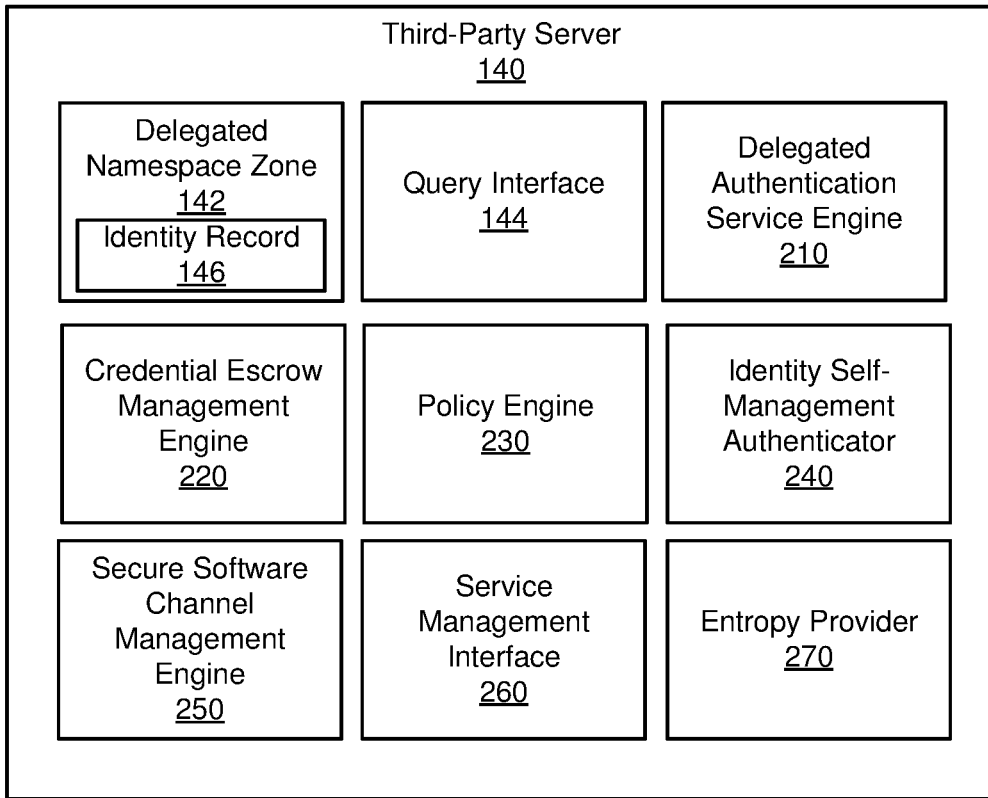 Third-Party Server
140
Delegated
Namespace Zone
142
Identity Record
146
Query Interface
144
Delegated
Authentication
Service Engine
210
Credential Escrow
Management
Engine
220
Policy Engine
230
Identity Self-
Management
Authenticator
240
Secure Software
Channel
Management
Engine
250
Service
Management
Interface
260
Entropy Provider
270